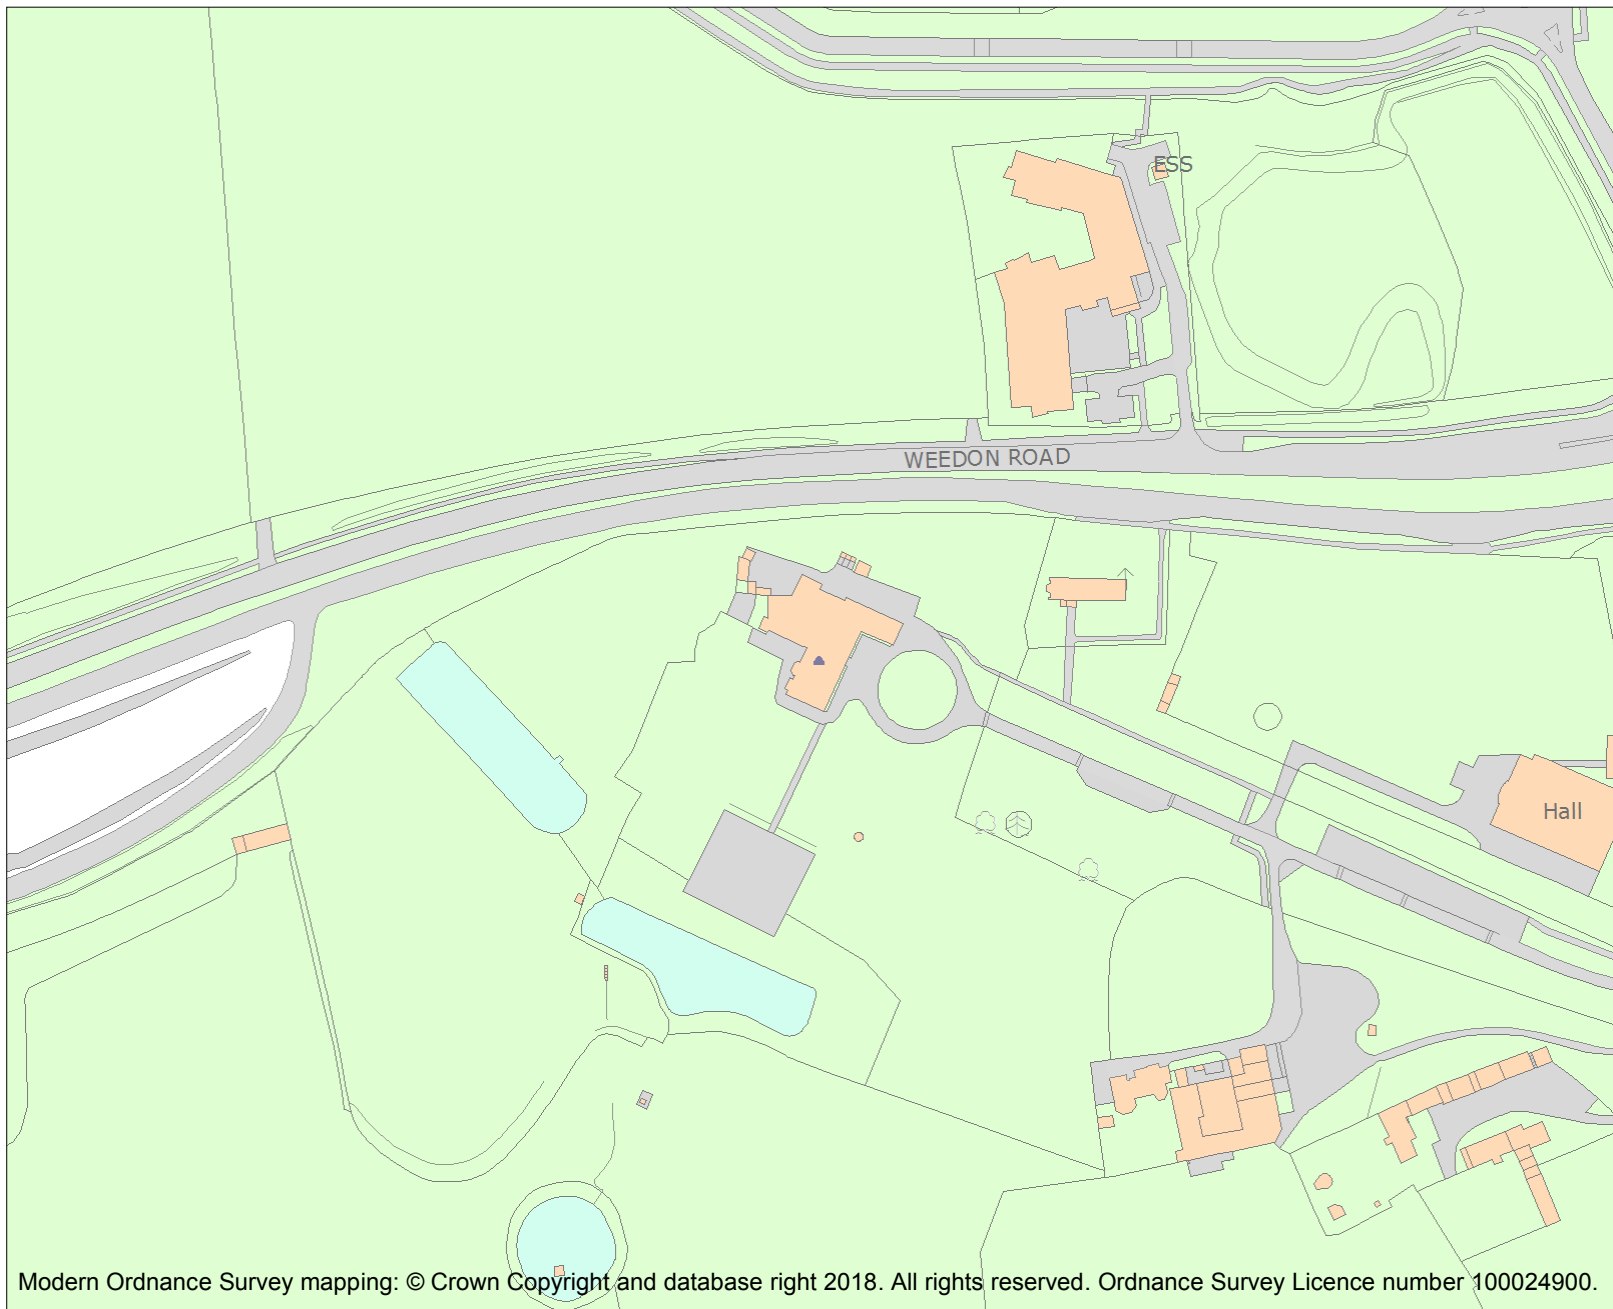 ESS
WEEDON ROAD
Hall
Modern Ordnance Survey mapping: © Crown Copyright and database right 2018. All rights reserved. Ordnance Survey Licence number 100024900.